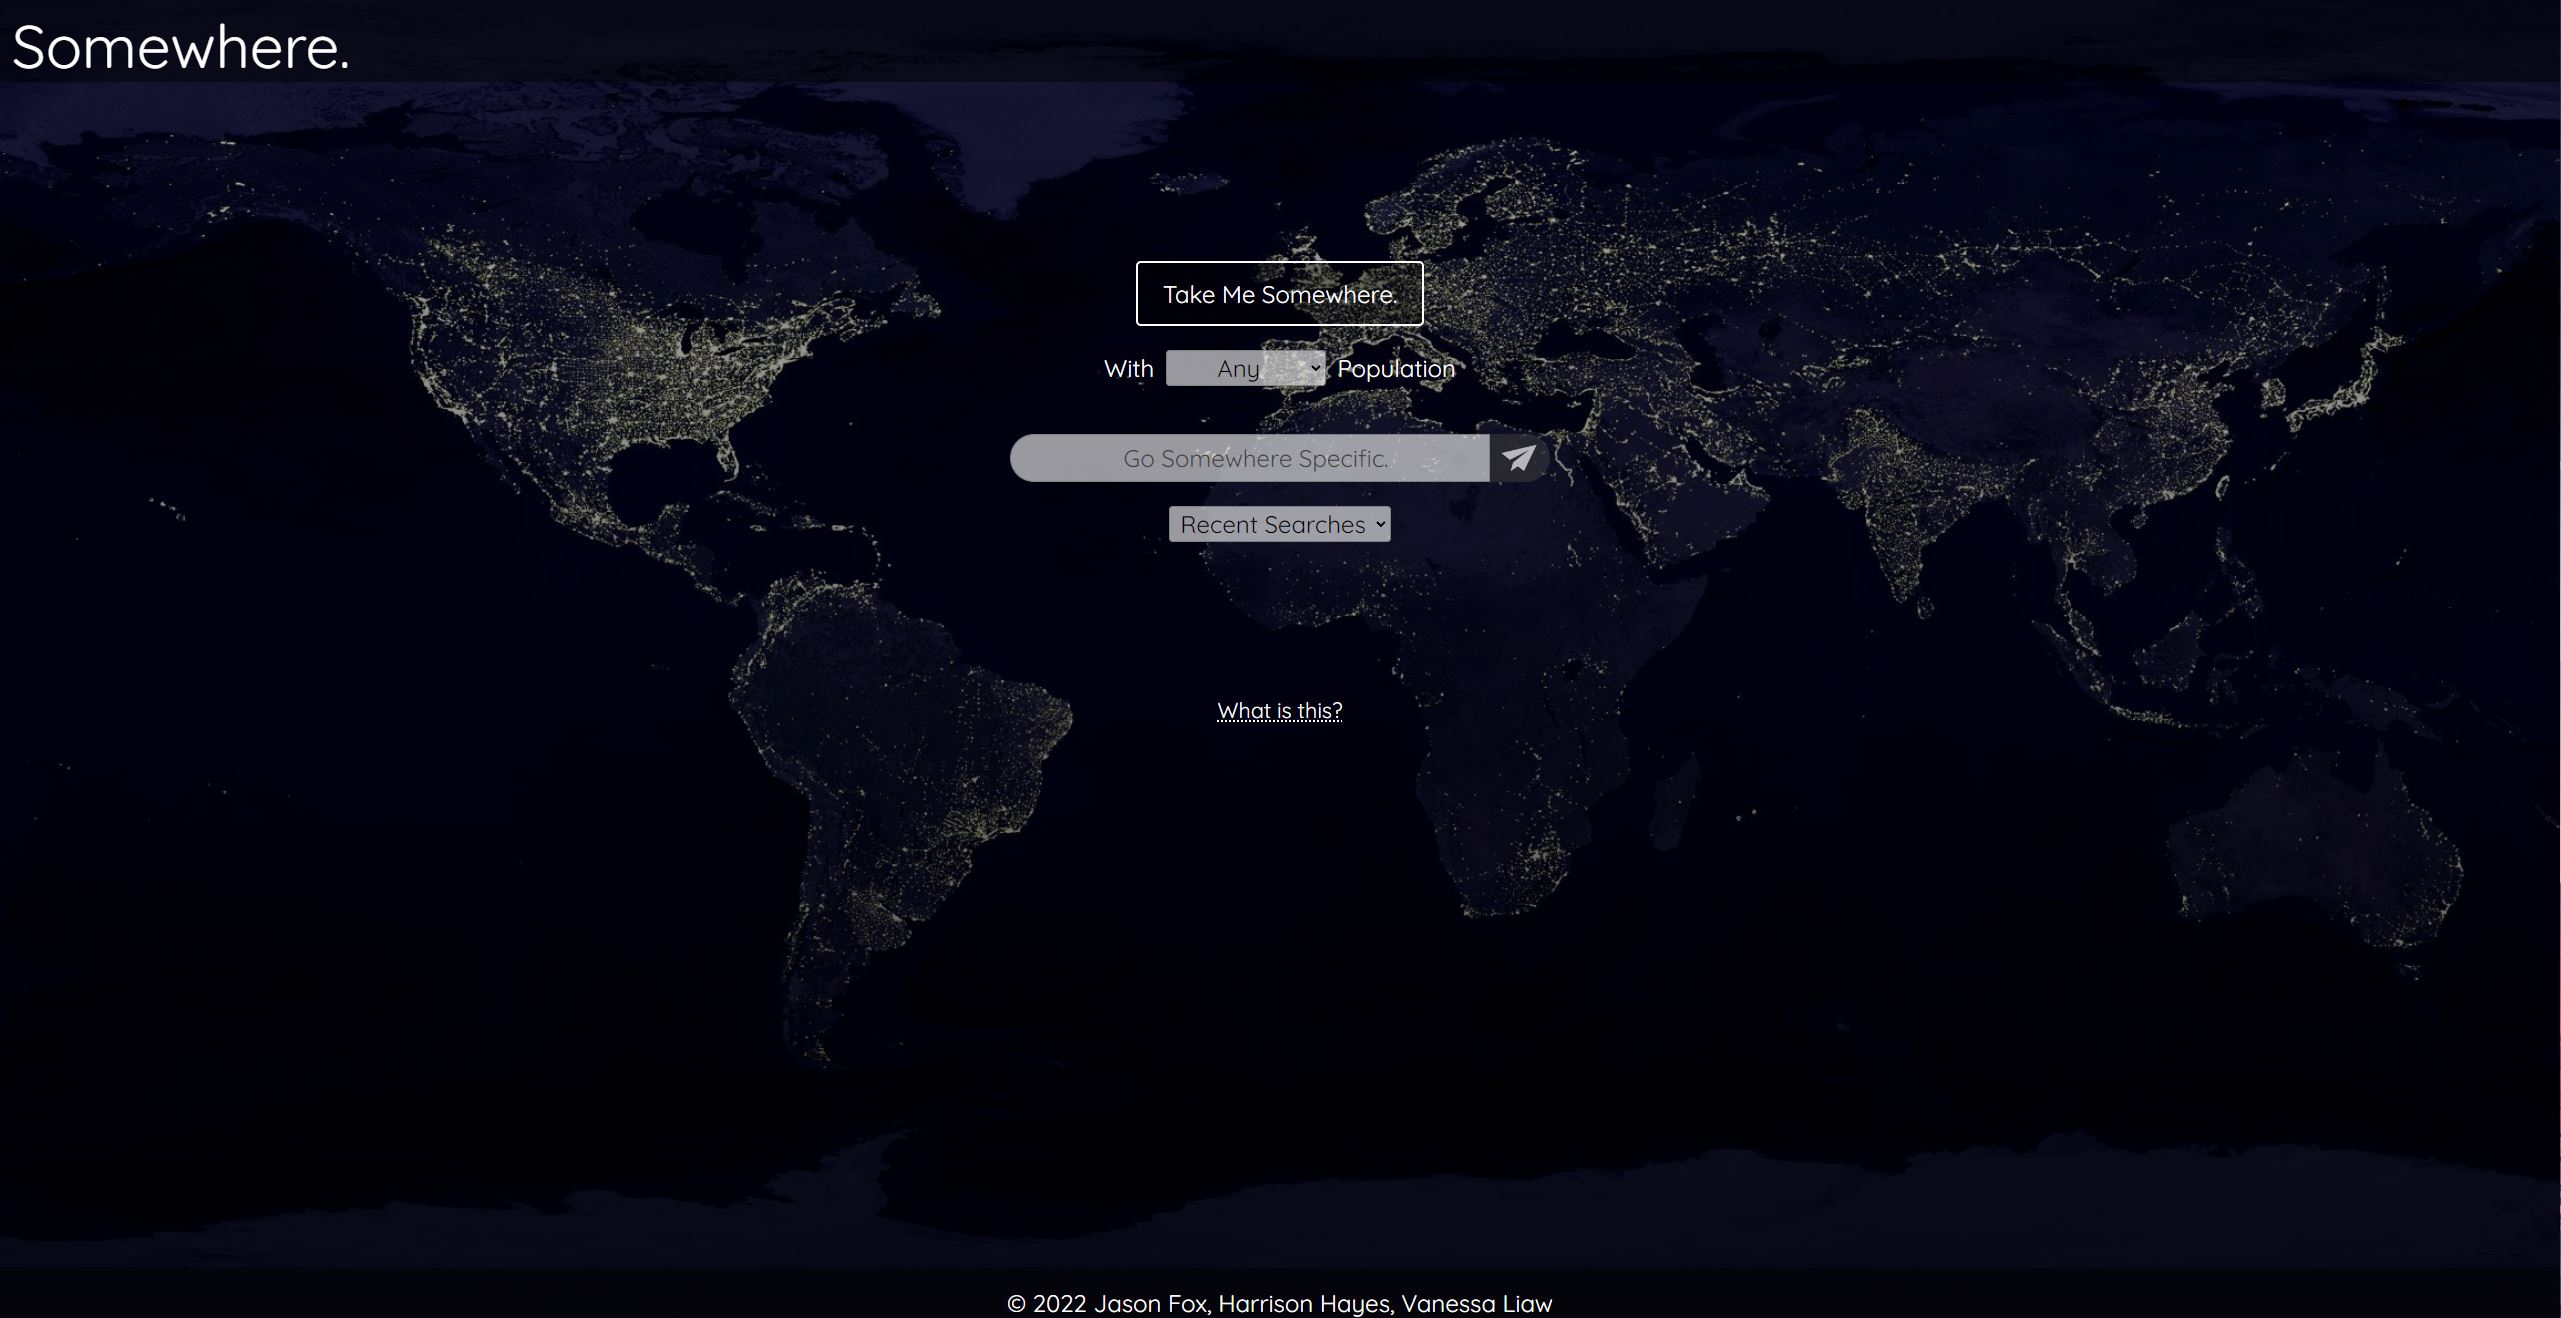 Somewhere.
Take Me Somewhere.
With Any Population
Go Somewhere Specific.
Recent Searches
What is this?
© 2022 Jason Fox, Harrison Hayes, Vanessa Liaw